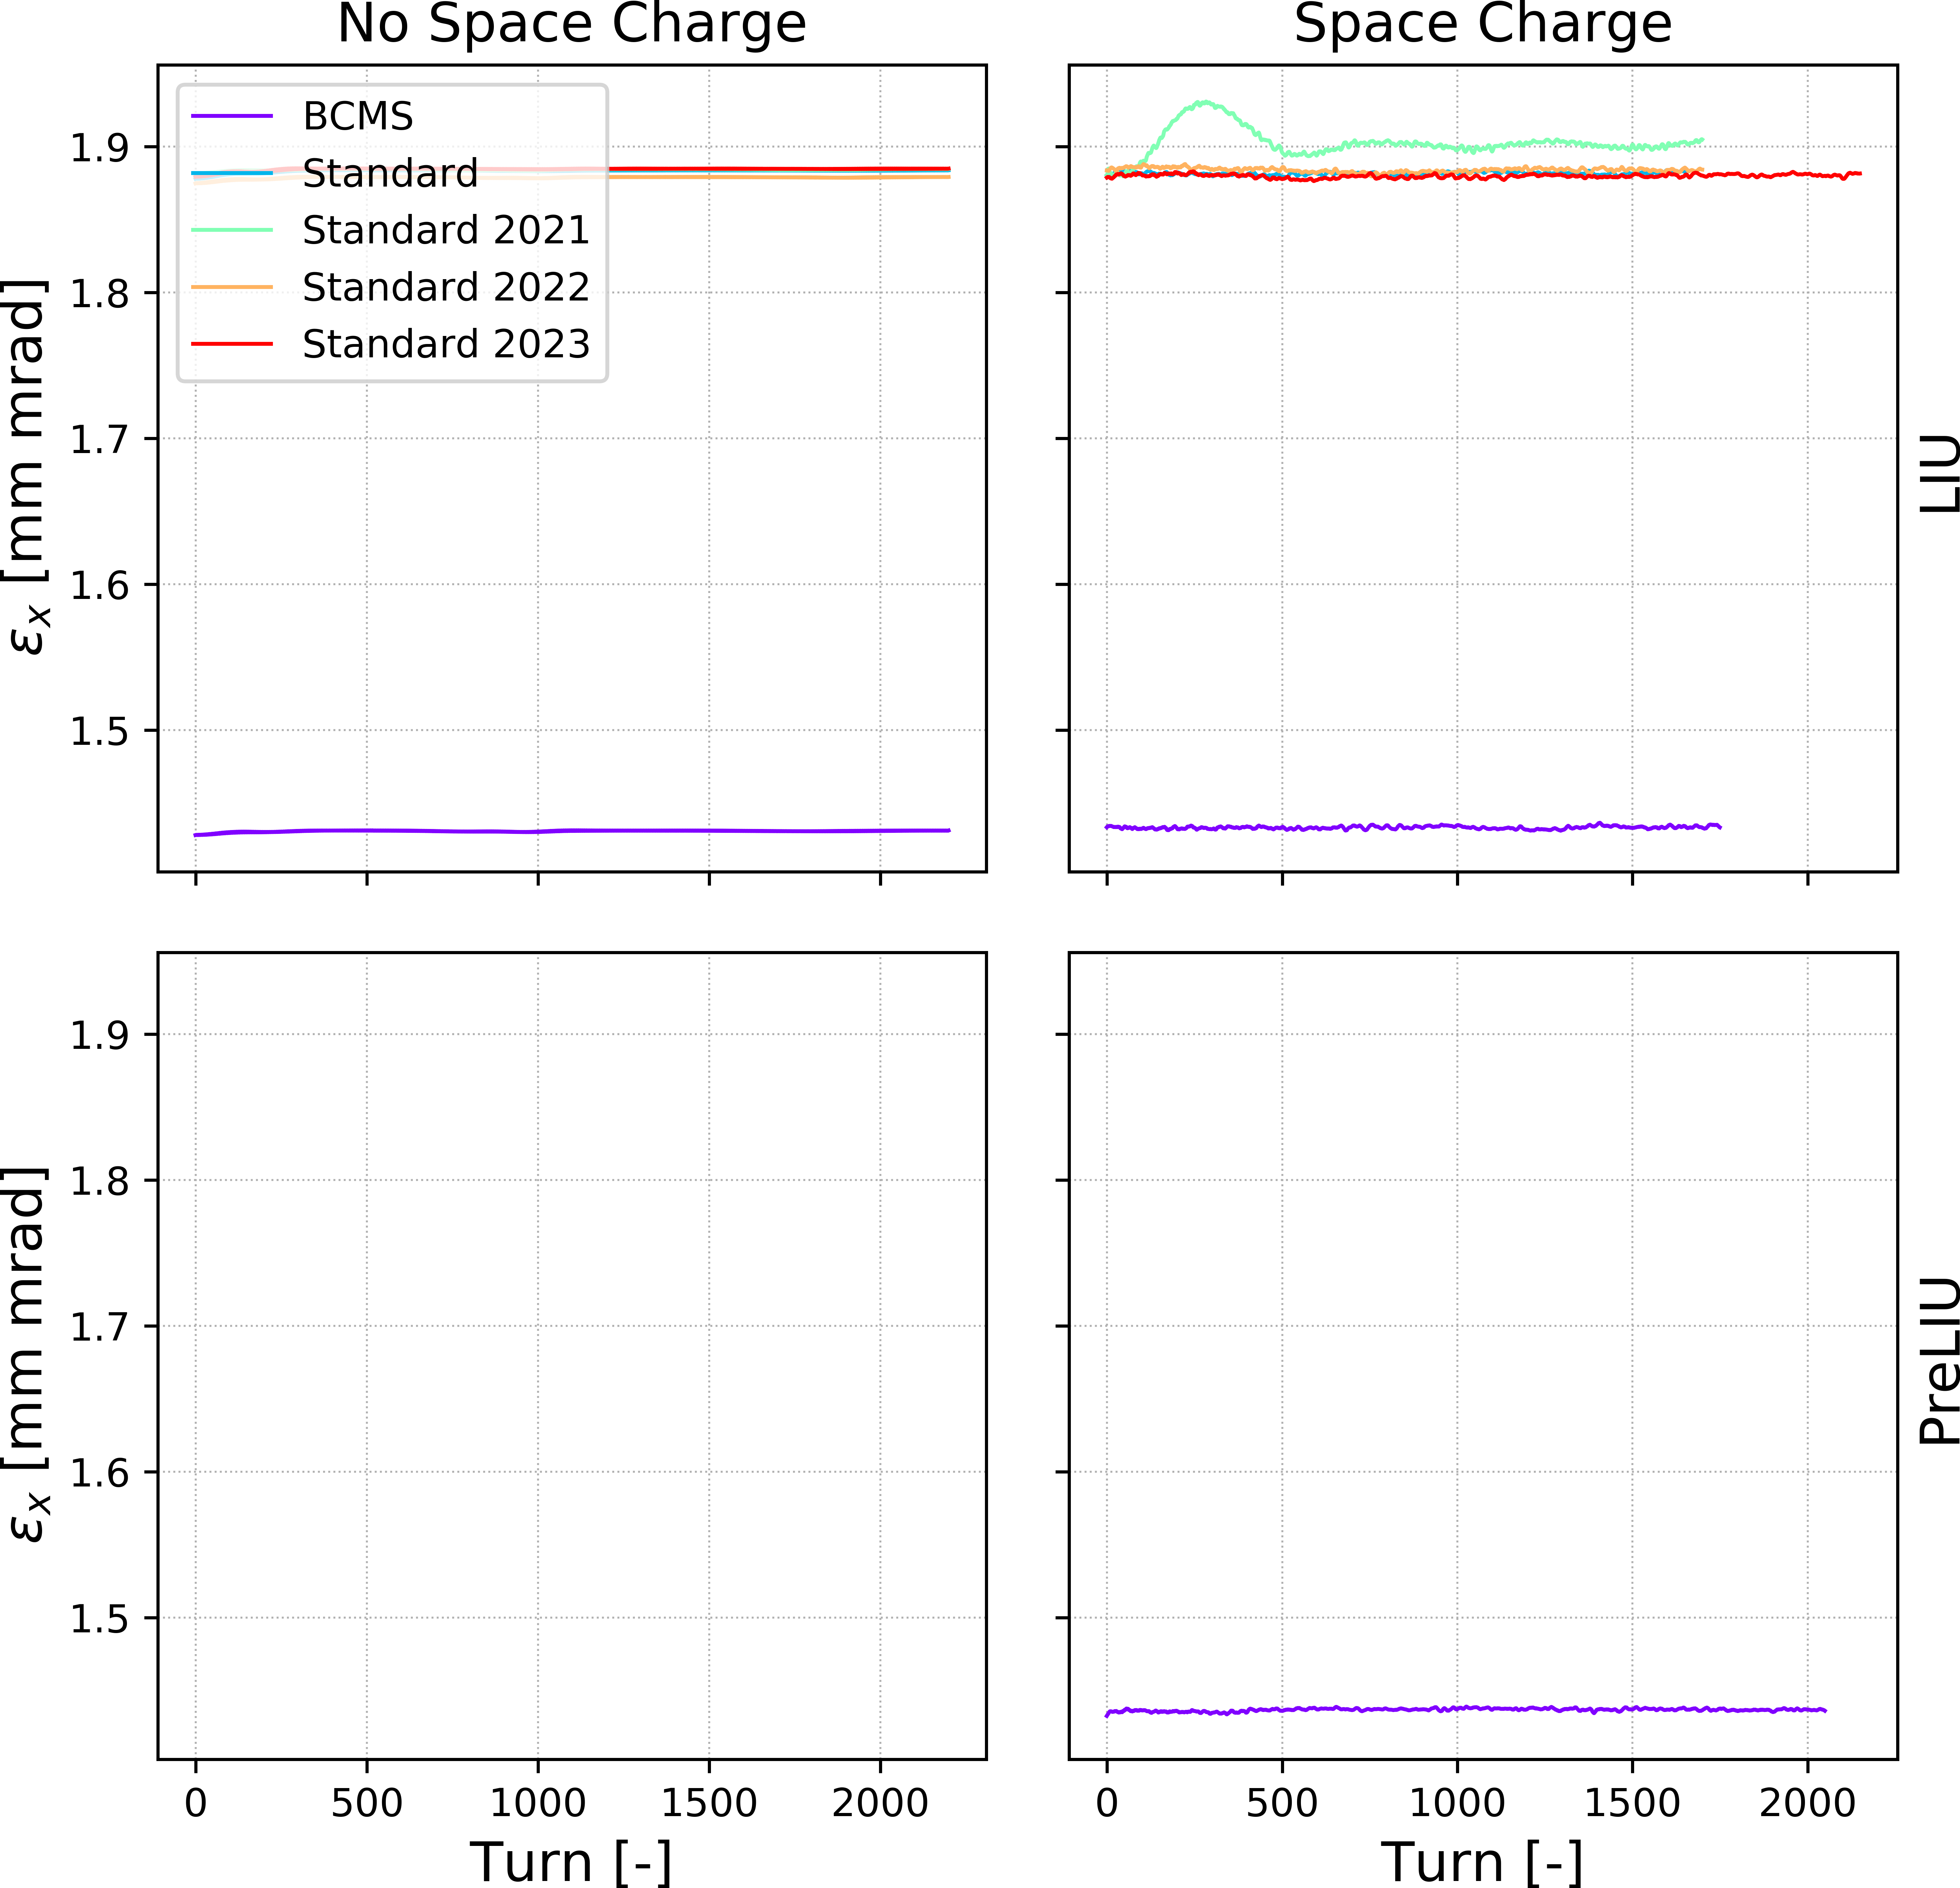 No Space Charge
Space Charge
BCMS
Standard
Standard 2021
Standard 2022
Standard 2023
1.9
1.8
1.7
1.6
1.5
εx [mm mrad]
LIU
1.9
1.8
1.7
1.6
1.5
εx [mm mrad]
PreLIU
0 500 1000 1500 2000
0 500 1000 1500 2000
Turn [-]
Turn [-]